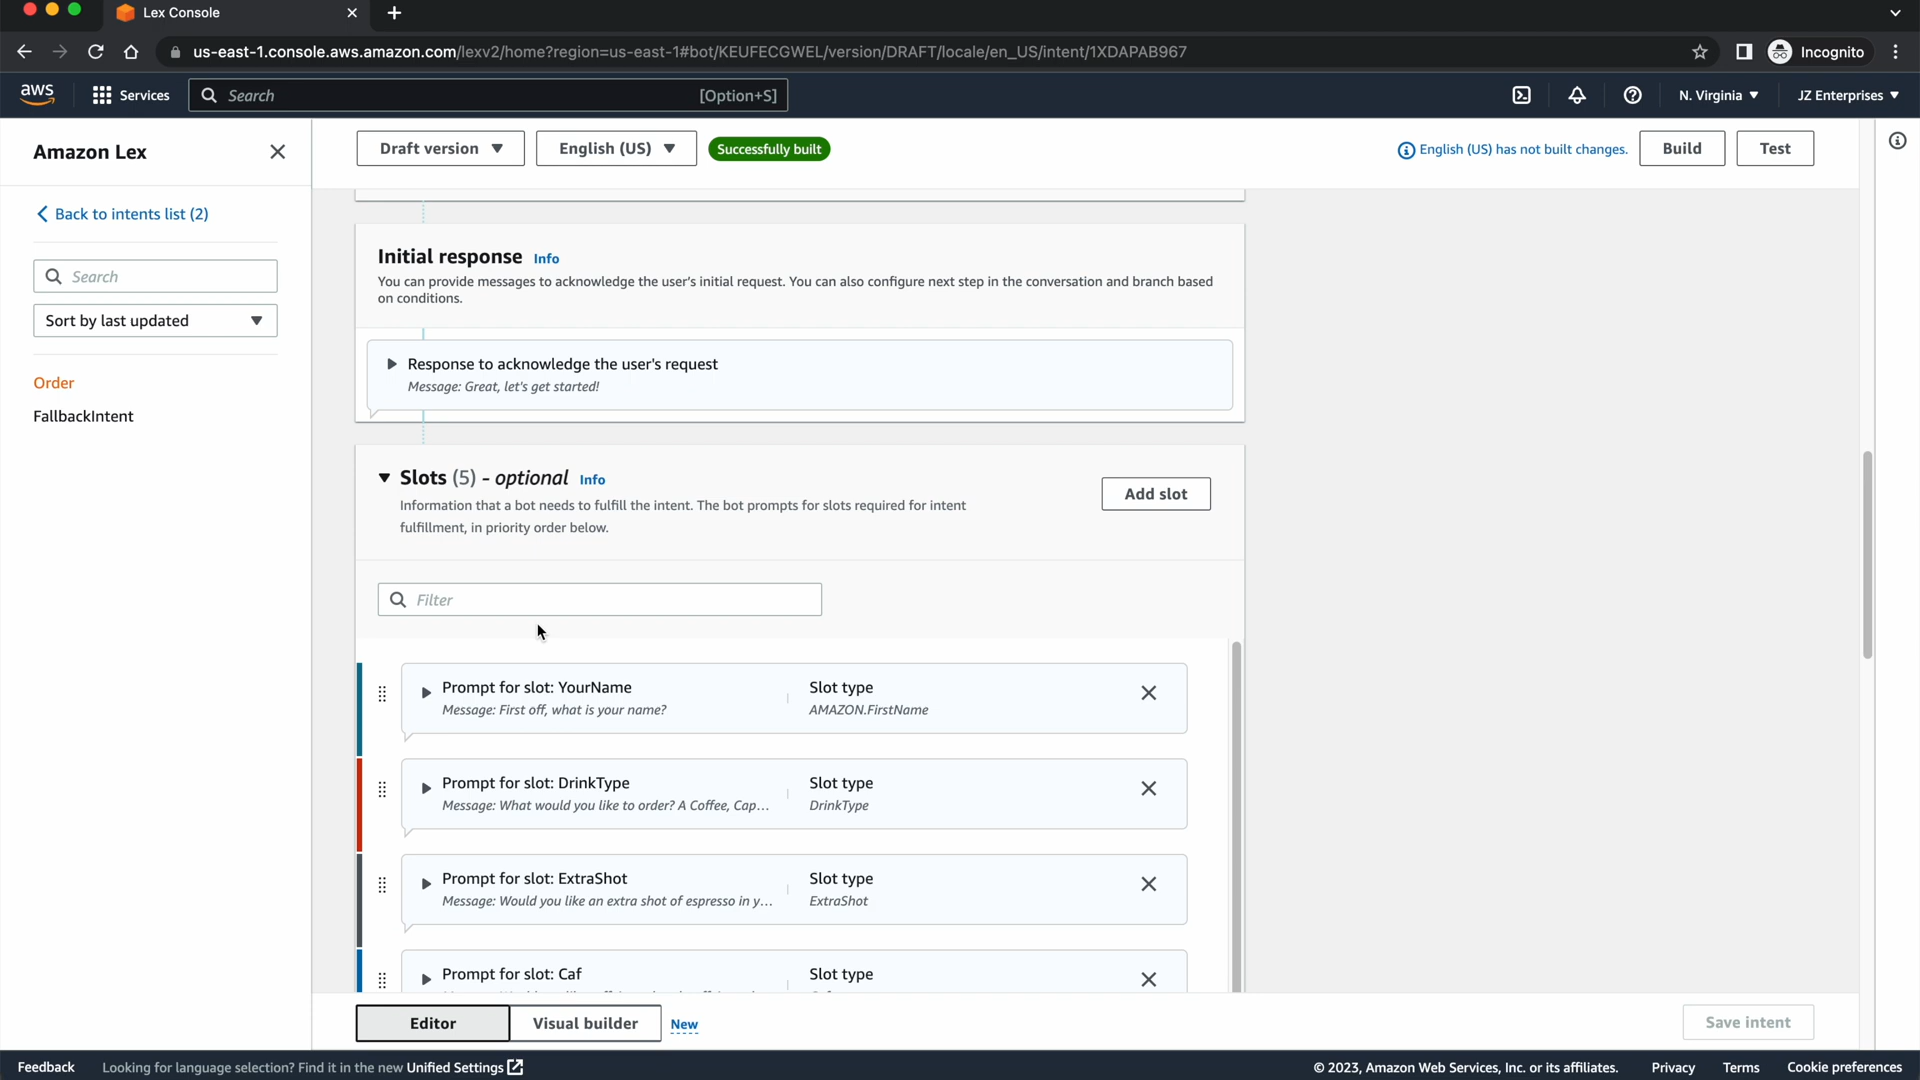 Lex Console
us-east-1.console.aws.amazon.com/lexv2/home?region=us-east-1#bot/KEUFECGWEL/version/DRAFT/locale/en_US/intent/1XDAPAB967
Incognito
aws
Services
Search
[Option+S]
N. Virginia
JZ Enterprises
Amazon Lex
Draft version
English (US)
Successfully built
English (US) has not built changes.
Build
Test
Back to intents list (2)
Search
Sort by last updated
Order
FallbackIntent
Initial response Info
You can provide messages to acknowledge the user's initial request. You can also configure next step in the conversation and branch based
on conditions.
Response to acknowledge the user's request
Message: Great, let's get started!
Slots (5) - optional Info
Information that a bot needs to fulfill the intent. The bot prompts for slots required for intent
fulfillment, in priority order below.
Add slot
Filter
Prompt for slot: YourName
Message: First off, what is your name?
Slot type
AMAZON.FirstName
Prompt for slot: DrinkType
Message: What would you like to order? A Coffee, Cap...
Slot type
DrinkType
Prompt for slot: ExtraShot
Message: Would you like an extra shot of espresso in y...
Slot type
ExtraShot
Prompt for slot: Caf
Slot type
Editor
Visual builder
New
Save intent
Feedback
Looking for language selection? Find it in the new Unified Settings
© 2023, Amazon Web Services, Inc. or its affiliates.
Privacy
Terms
Cookie preferences